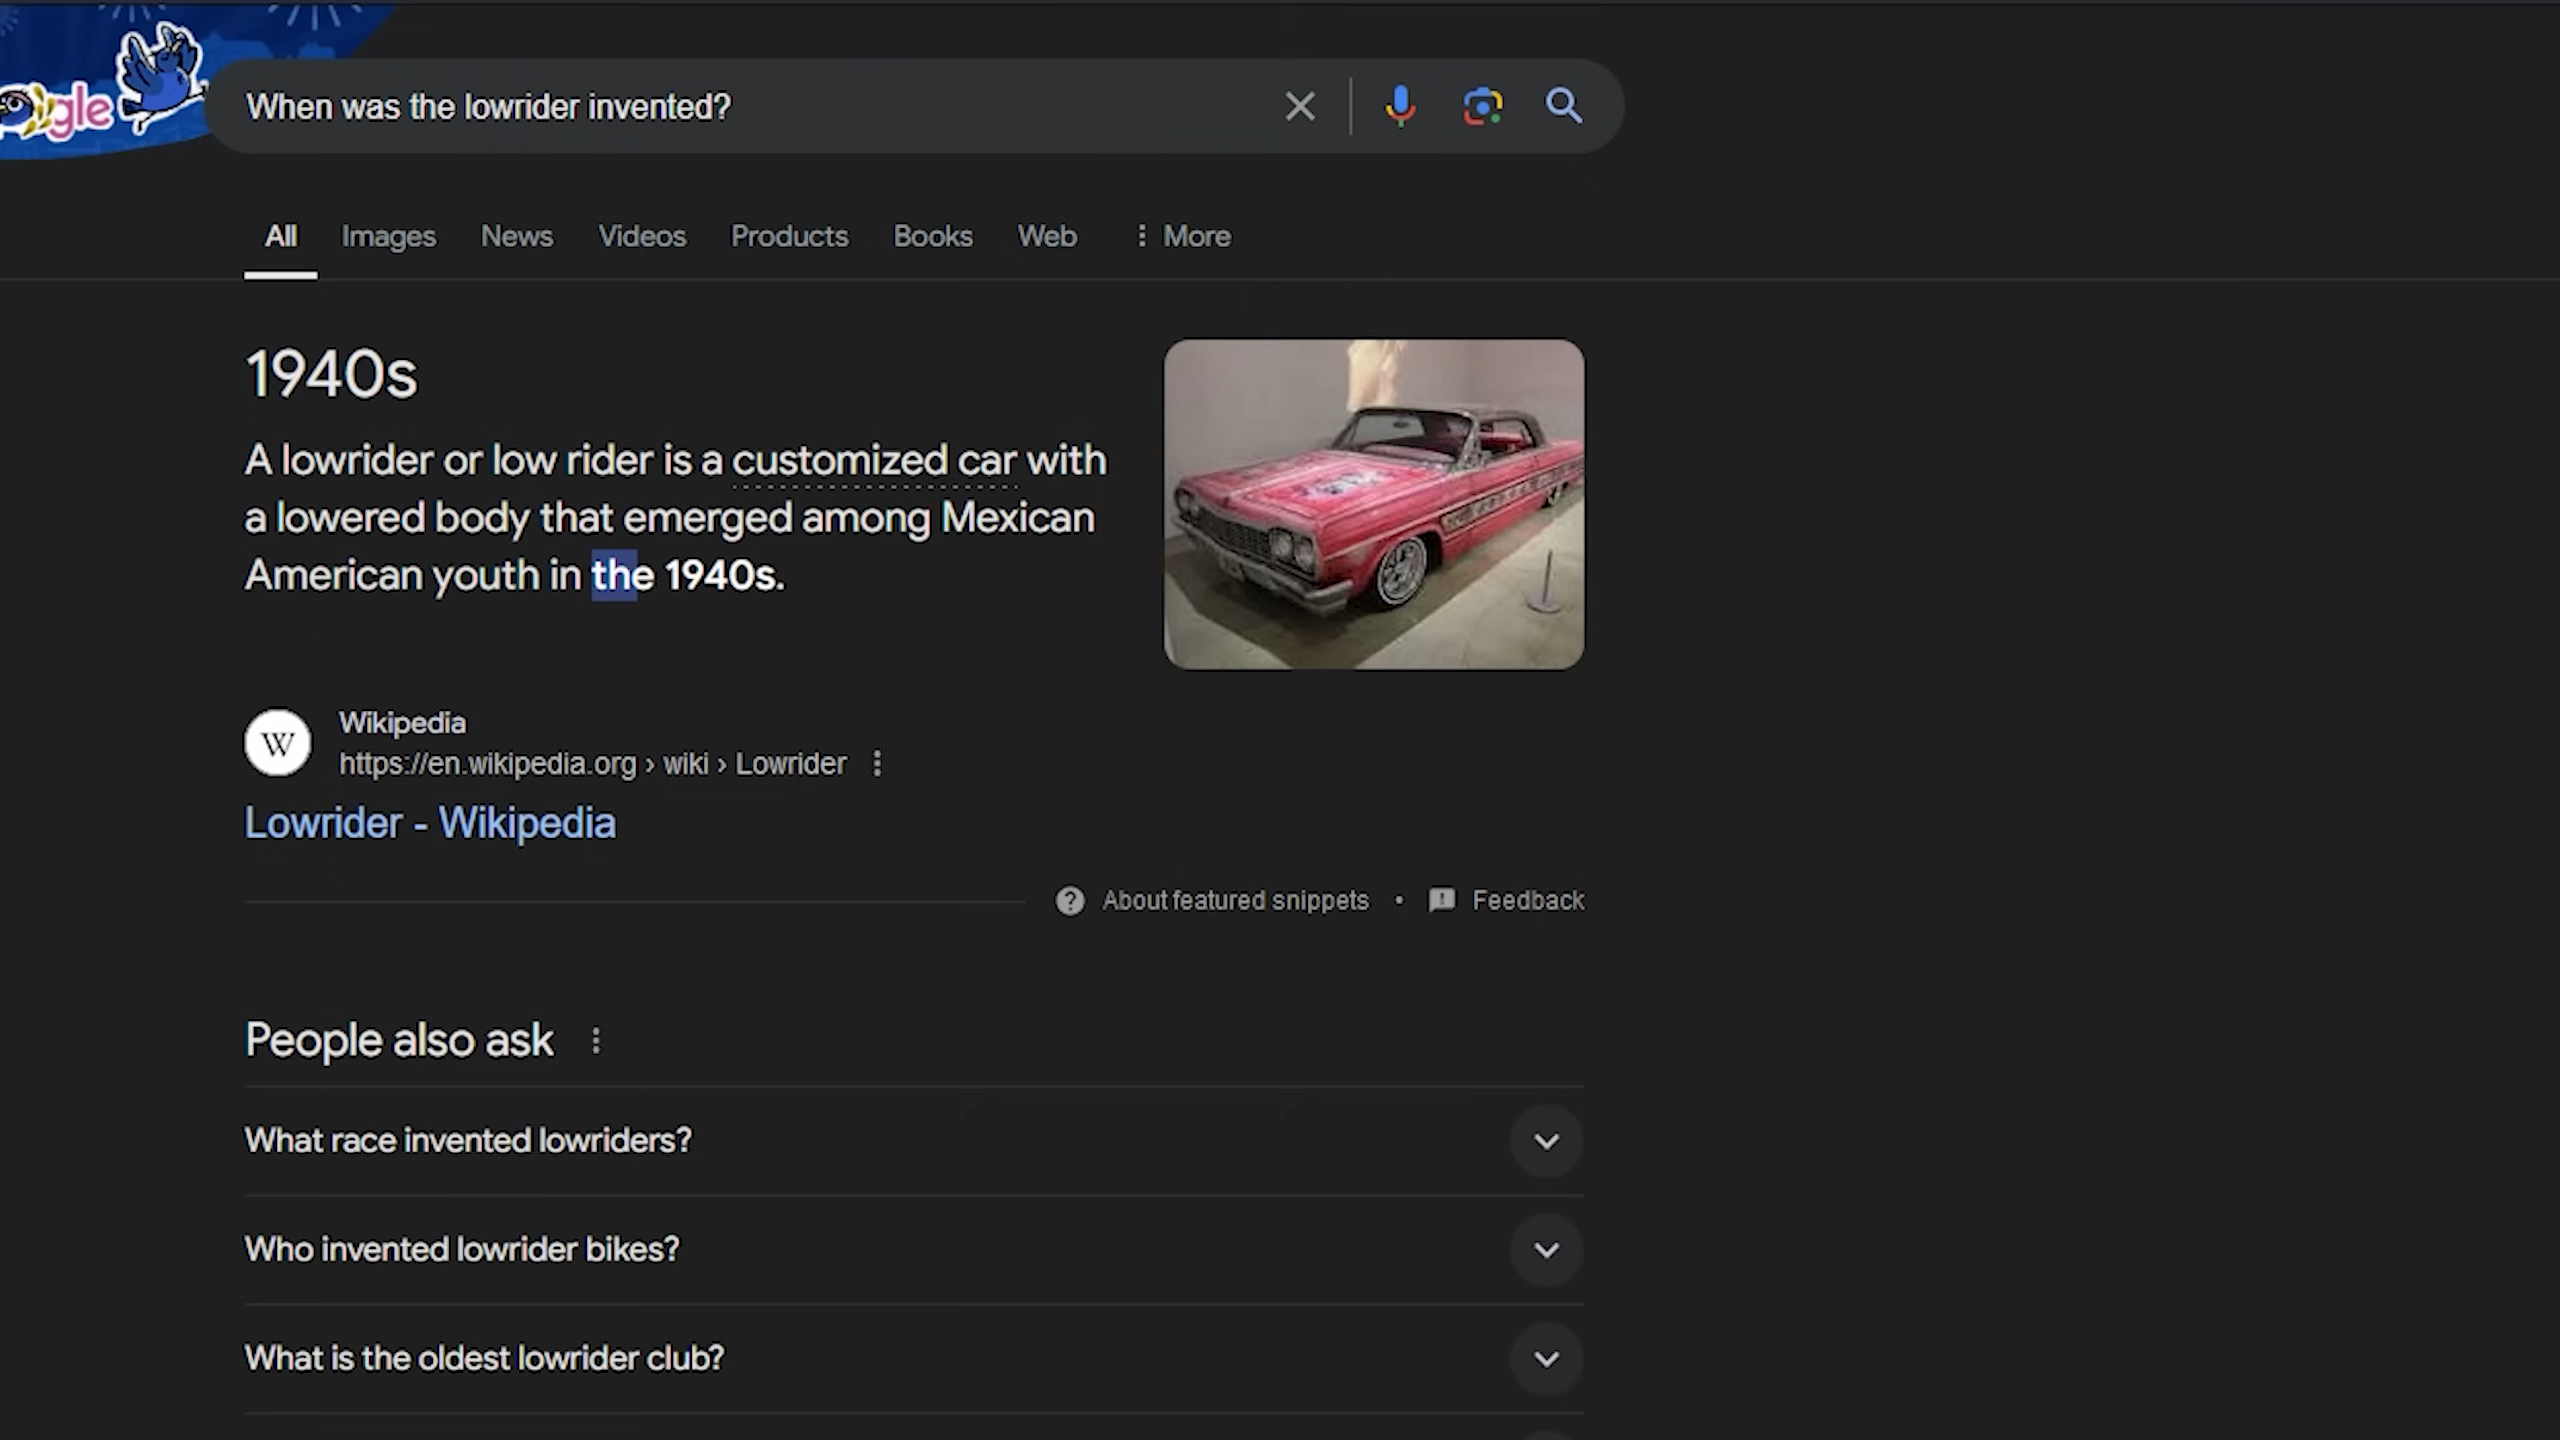 gle
When was the lowrider invented?
All Images News Videos Products Books Web More
1940s
A lowrider or low rider is a customized car with
a lowered body that emerged among Mexican
American youth in the 1940s.
W
Wikipedia
https://en.wikipedia.org › wiki › Lowrider
Lowrider - Wikipedia
About featured snippets • Feedback
People also ask
What race invented lowriders?
Who invented lowrider bikes?
What is the oldest lowrider club?